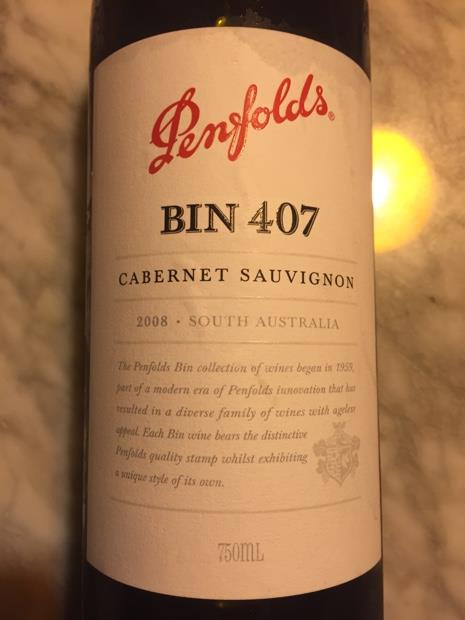 Penfolds®
BIN 407
CABERNET SAUVIGNON
2008 • SOUTH AUSTRALIA
The Penfolds Bin collection of wines began in 1959,
part of a modern era of Penfolds innovation that has
resulted in a diverse family of wines with ageless
appeal. Each Bin wine bears the distinctive
Penfolds quality stamp whilst exhibiting
a unique style of its own.
750ML